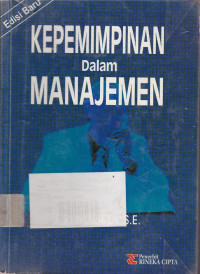 Edisi Baru
KEPEMIMPINAN
Dalam
MANAJEMEN
S.E.
Penerbit
RINEKA CIPTA